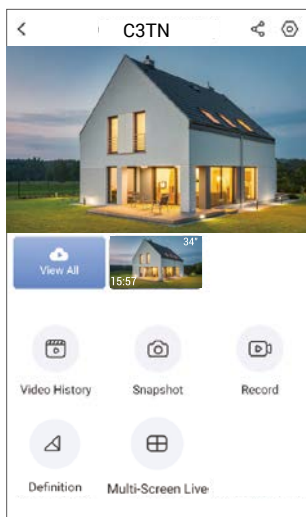 C3TN
View All
34"
15:57
Video History
Snapshot
Record
Definition
Multi-Screen Live